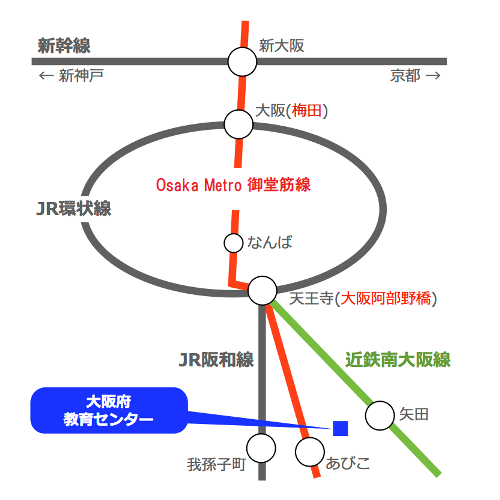 新幹線
新大阪
← 新神戸
京都 →
大阪(梅田)
Osaka Metro 御堂筋線
JR環状線
なんば
天王寺(大阪阿部野橋)
JR阪和線
近鉄南大阪線
大阪府
教育センター
矢田
我孫子町
あびこ